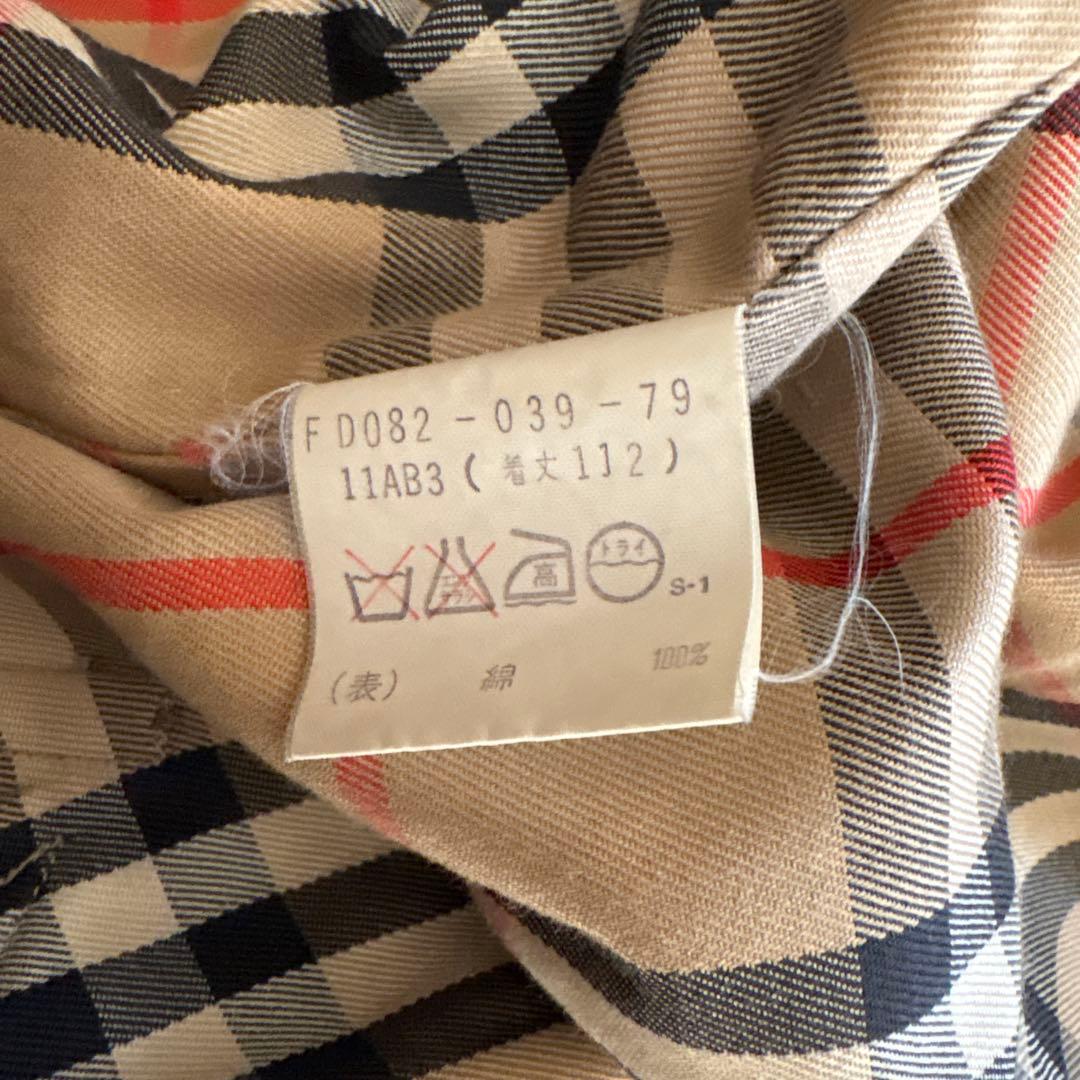 FD082-039-79
11AB3(着丈112)
高 ドライ S-1
(表) 綿 100%